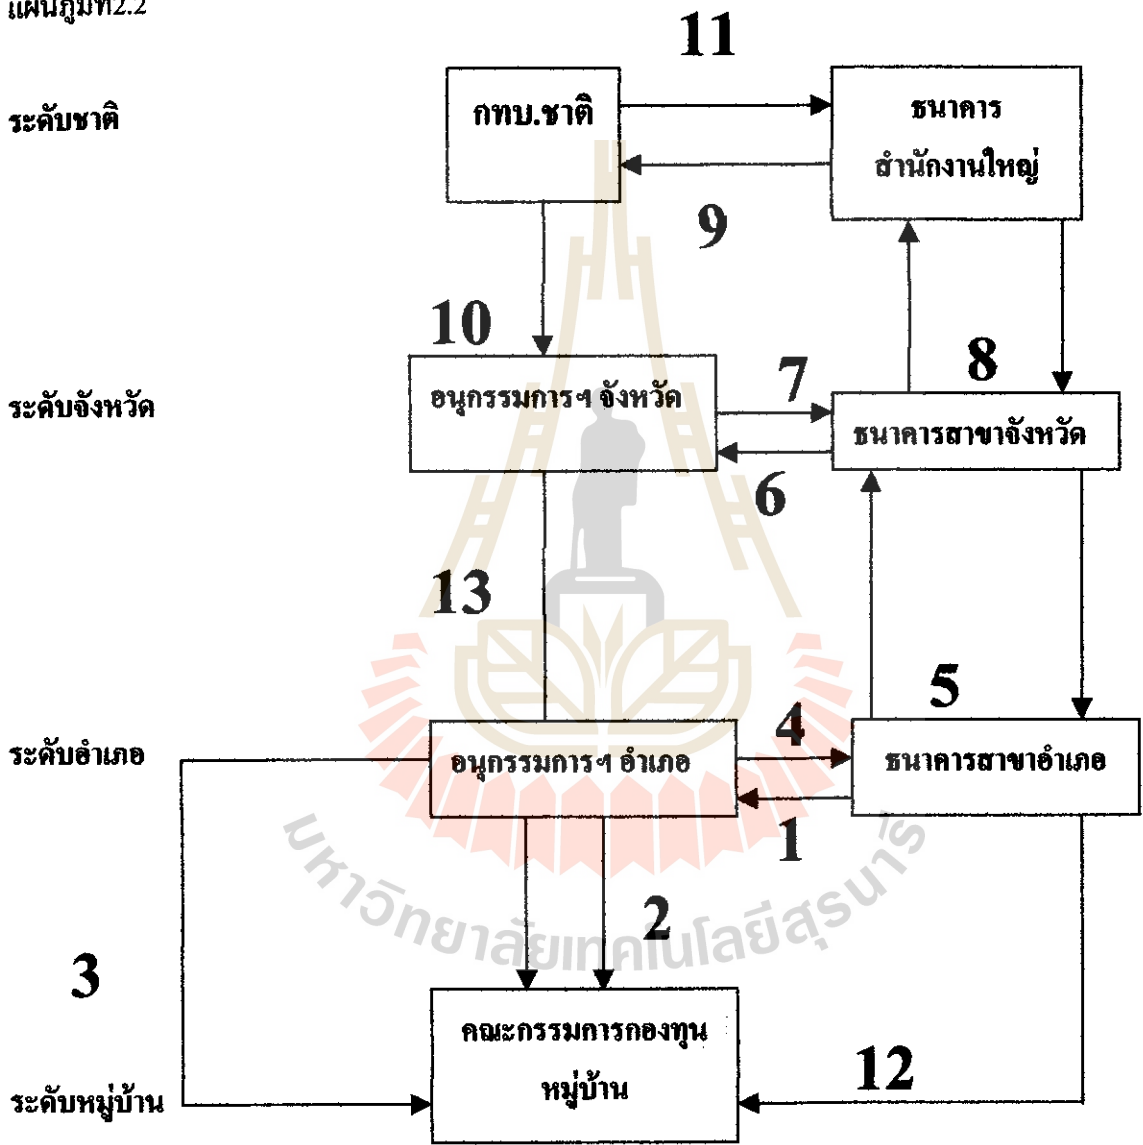 แผนภูมิที่2.2
11
ระดับชาติ
กทบ.ชาติ
ธนาคาร
สำนักงานใหญ่
9
10
8
7
ระดับจังหวัด
อนุกรรมการฯ จังหวัด
ธนาคารสาขาจังหวัด
6
13
5
4
ระดับอำเภอ
อนุกรรมการฯ อำเภอ
ธนาคารสาขาอำเภอ
1
2
มหาวิทยาลัยเทคโนโลยีสุรนารี
3
คณะกรรมการกองทุน
หมู่บ้าน
12
ระดับหมู่บ้าน